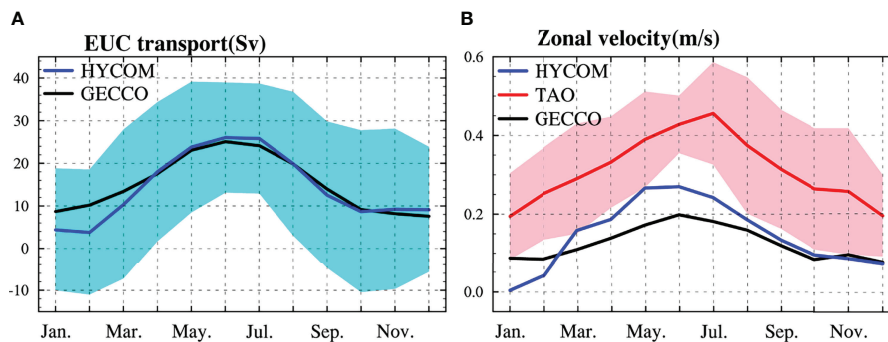 A
EUC transport(Sv)
HYCOM
GECCO
40
30
20
10
0
-10
Jan. Mar. May. Jul. Sep. Nov.
B
Zonal velocity(m/s)
HYCOM
TAO
GECCO
0.6
0.4
0.2
0.0
Jan. Mar. May. Jul. Sep. Nov.